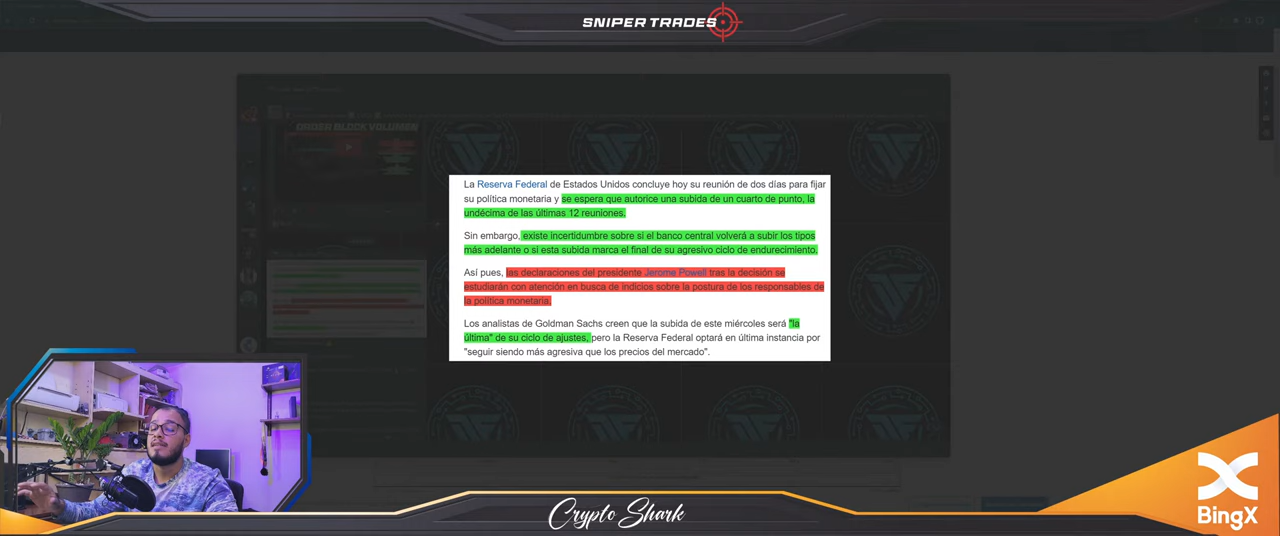 SNIPER TRADES
ORDER BLOCK VOLUMEN
La Reserva Federal de Estados Unidos concluye hoy su reunión de dos días para fijar
su política monetaria y se espera que autorice una subida de un cuarto de punto, la
undécima de las últimas 12 reuniones.
Sin embargo, existe incertidumbre sobre si el banco central volverá a subir los tipos
más adelante o si esta subida marca el final de su agresivo ciclo de endurecimiento.
Así pues, las declaraciones del presidente Jerome Powell tras la decisión se
estudiarán con atención en busca de indicios sobre la postura de los responsables de
la política monetaria.
Los analistas de Goldman Sachs creen que la subida de este miércoles será "la
última" de su ciclo de ajustes, pero la Reserva Federal optará en última instancia por
"seguir siendo más agresiva que los precios del mercado".
Crypto Shark
BingX